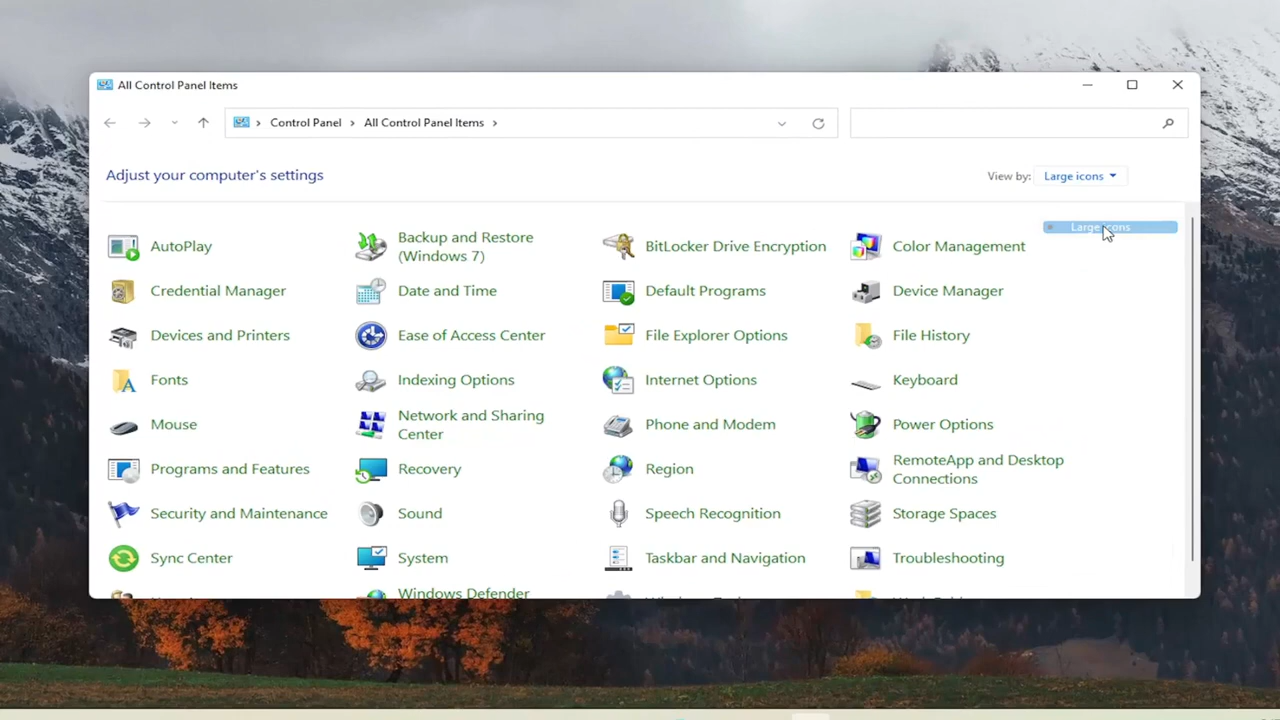 All Control Panel Items
Control Panel > All Control Panel Items >
Adjust your computer's settings
View by: Large icons
Large icons
AutoPlay
Backup and Restore
(Windows 7)
BitLocker Drive Encryption
Color Management
Credential Manager
Date and Time
Default Programs
Device Manager
Devices and Printers
Ease of Access Center
File Explorer Options
File History
Fonts
Indexing Options
Internet Options
Keyboard
Mouse
Network and Sharing
Center
Phone and Modem
Power Options
Programs and Features
Recovery
Region
RemoteApp and Desktop
Connections
Security and Maintenance
Sound
Speech Recognition
Storage Spaces
Sync Center
System
Taskbar and Navigation
Troubleshooting
Windows Defender